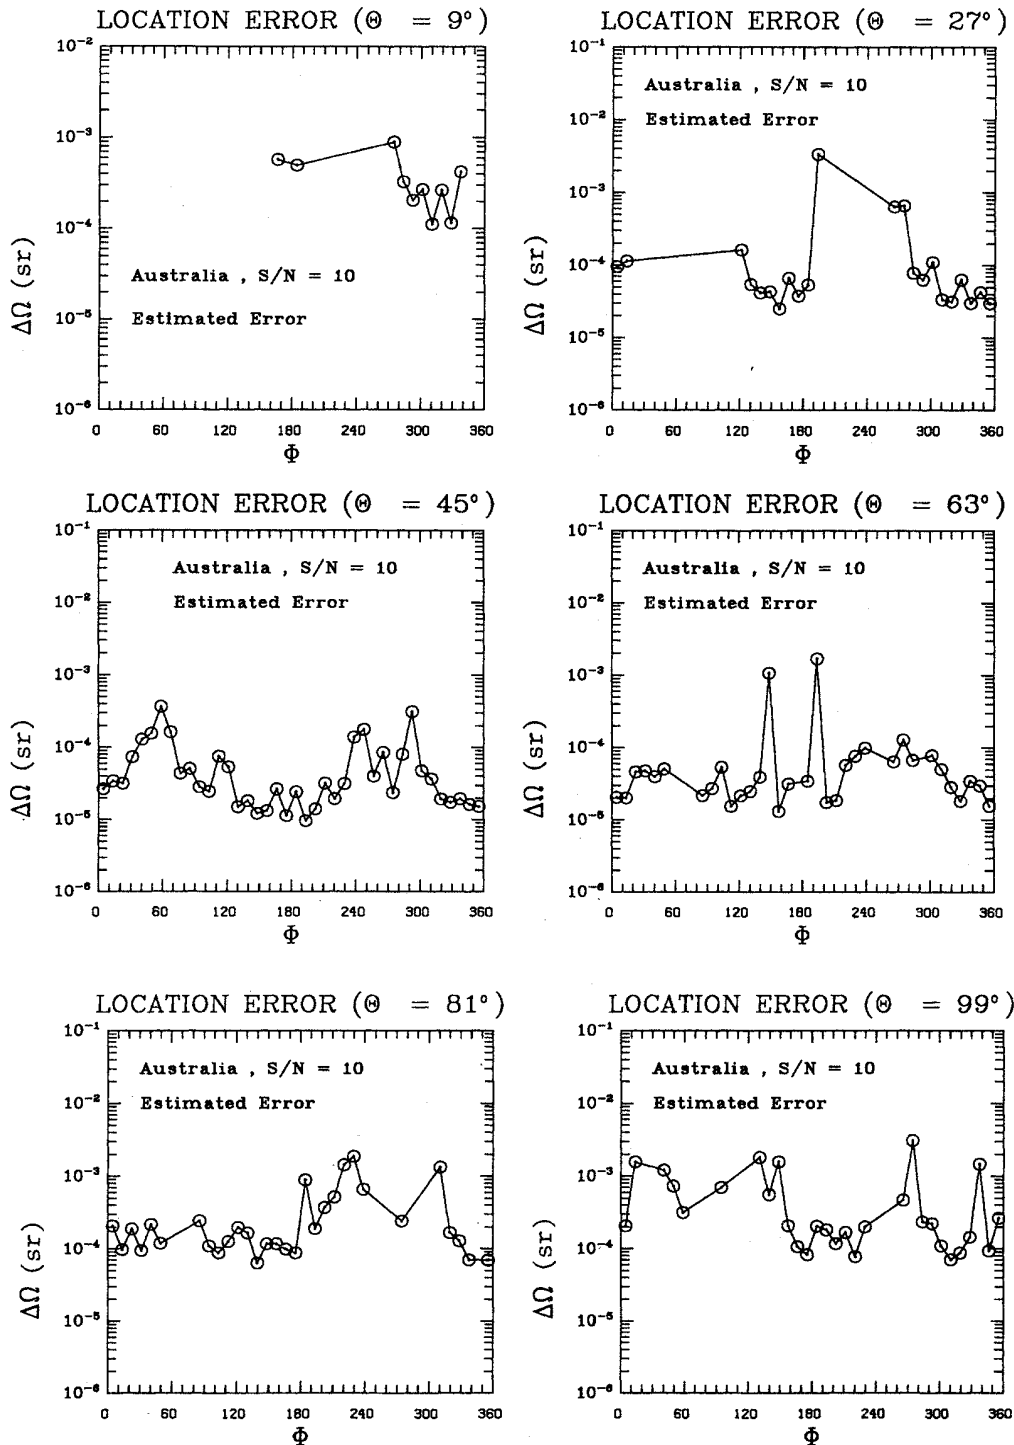 LOCATION ERROR (Θ = 9°)
10⁻²
10⁻³
10⁻⁴
10⁻⁵
10⁻⁶
ΔΩ (sr)
Australia , S/N = 10
Estimated Error
0 60 120 180 240 300 360
Φ
LOCATION ERROR (Θ = 27°)
10⁻¹
10⁻²
10⁻³
10⁻⁴
10⁻⁵
10⁻⁶
ΔΩ (sr)
Australia , S/N = 10
Estimated Error
0 60 120 180 240 300 360
Φ
LOCATION ERROR (Θ = 45°)
10⁻¹
10⁻²
10⁻³
10⁻⁴
10⁻⁵
10⁻⁶
ΔΩ (sr)
Australia , S/N = 10
Estimated Error
0 60 120 180 240 300 360
Φ
LOCATION ERROR (Θ = 63°)
10⁻¹
10⁻²
10⁻³
10⁻⁴
10⁻⁵
10⁻⁶
ΔΩ (sr)
Australia , S/N = 10
Estimated Error
0 60 120 180 240 300 360
Φ
LOCATION ERROR (Θ = 81°)
10⁻¹
10⁻²
10⁻³
10⁻⁴
10⁻⁵
10⁻⁶
ΔΩ (sr)
Australia , S/N = 10
Estimated Error
0 60 120 180 240 300 360
Φ
LOCATION ERROR (Θ = 99°)
10⁻¹
10⁻²
10⁻³
10⁻⁴
10⁻⁵
10⁻⁶
ΔΩ (sr)
Australia , S/N = 10
Estimated Error
0 60 120 180 240 300 360
Φ